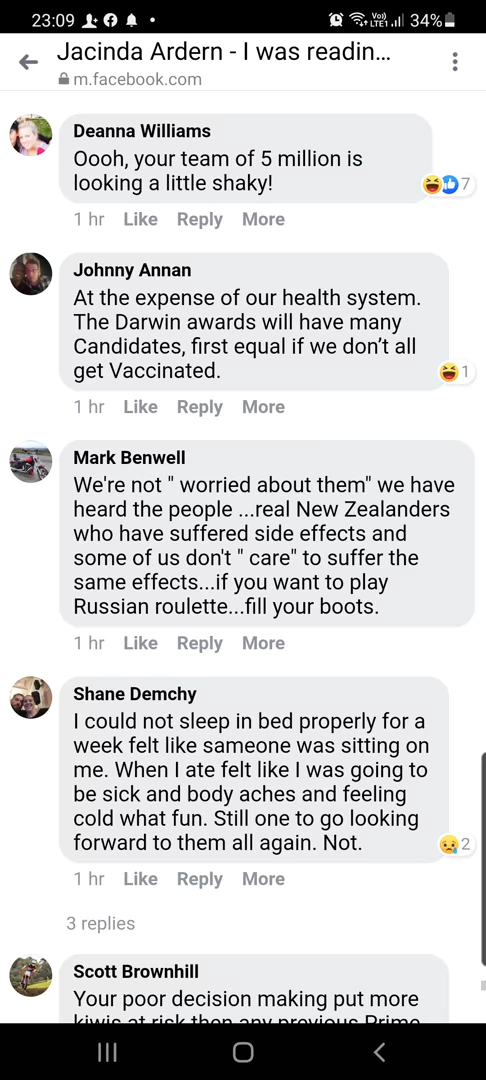 23:09
Vo))
LTE1
34%
Jacinda Ardern - I was readin...
m.facebook.com
Deanna Williams
Oooh, your team of 5 million is
looking a little shaky!
7
1 hr Like Reply More
Johnny Annan
At the expense of our health system.
The Darwin awards will have many
Candidates, first equal if we don't all
get Vaccinated.
1
1 hr Like Reply More
Mark Benwell
We're not " worried about them" we have
heard the people ...real New Zealanders
who have suffered side effects and
some of us don't " care" to suffer the
same effects...if you want to play
Russian roulette...fill your boots.
1 hr Like Reply More
Shane Demchy
I could not sleep in bed properly for a
week felt like sameone was sitting on
me. When I ate felt like I was going to
be sick and body aches and feeling
cold what fun. Still one to go looking
forward to them all again. Not.
2
1 hr Like Reply More
3 replies
Scott Brownhill
Your poor decision making put more
kiwis at risk then any previous Prime